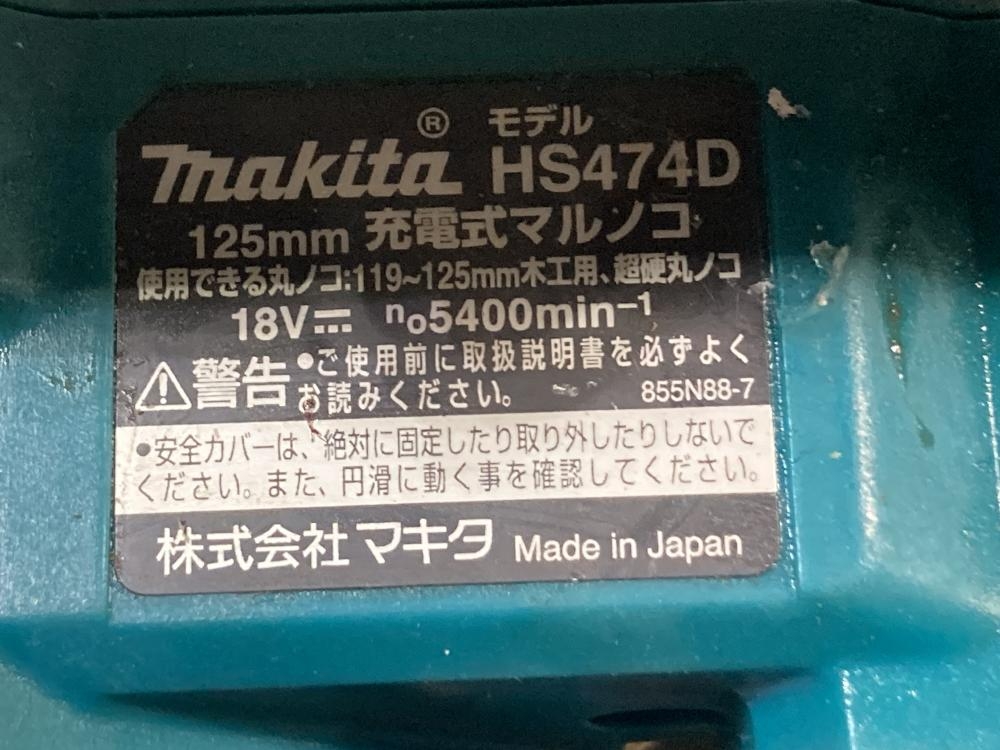 makita® モデル HS474D
125mm 充電式マルノコ
使用できる丸ノコ:119~125mm木工用、超硬丸ノコ
18V⎓ n₀5400min⁻¹
⚠警告 •ご使用前に取扱説明書を必ずよく
お読みください。 855N88-7
•安全カバーは、絶対に固定したり取り外したりしないで
ください。また、円滑に動く事を確認してください。
株式会社マキタ Made in Japan